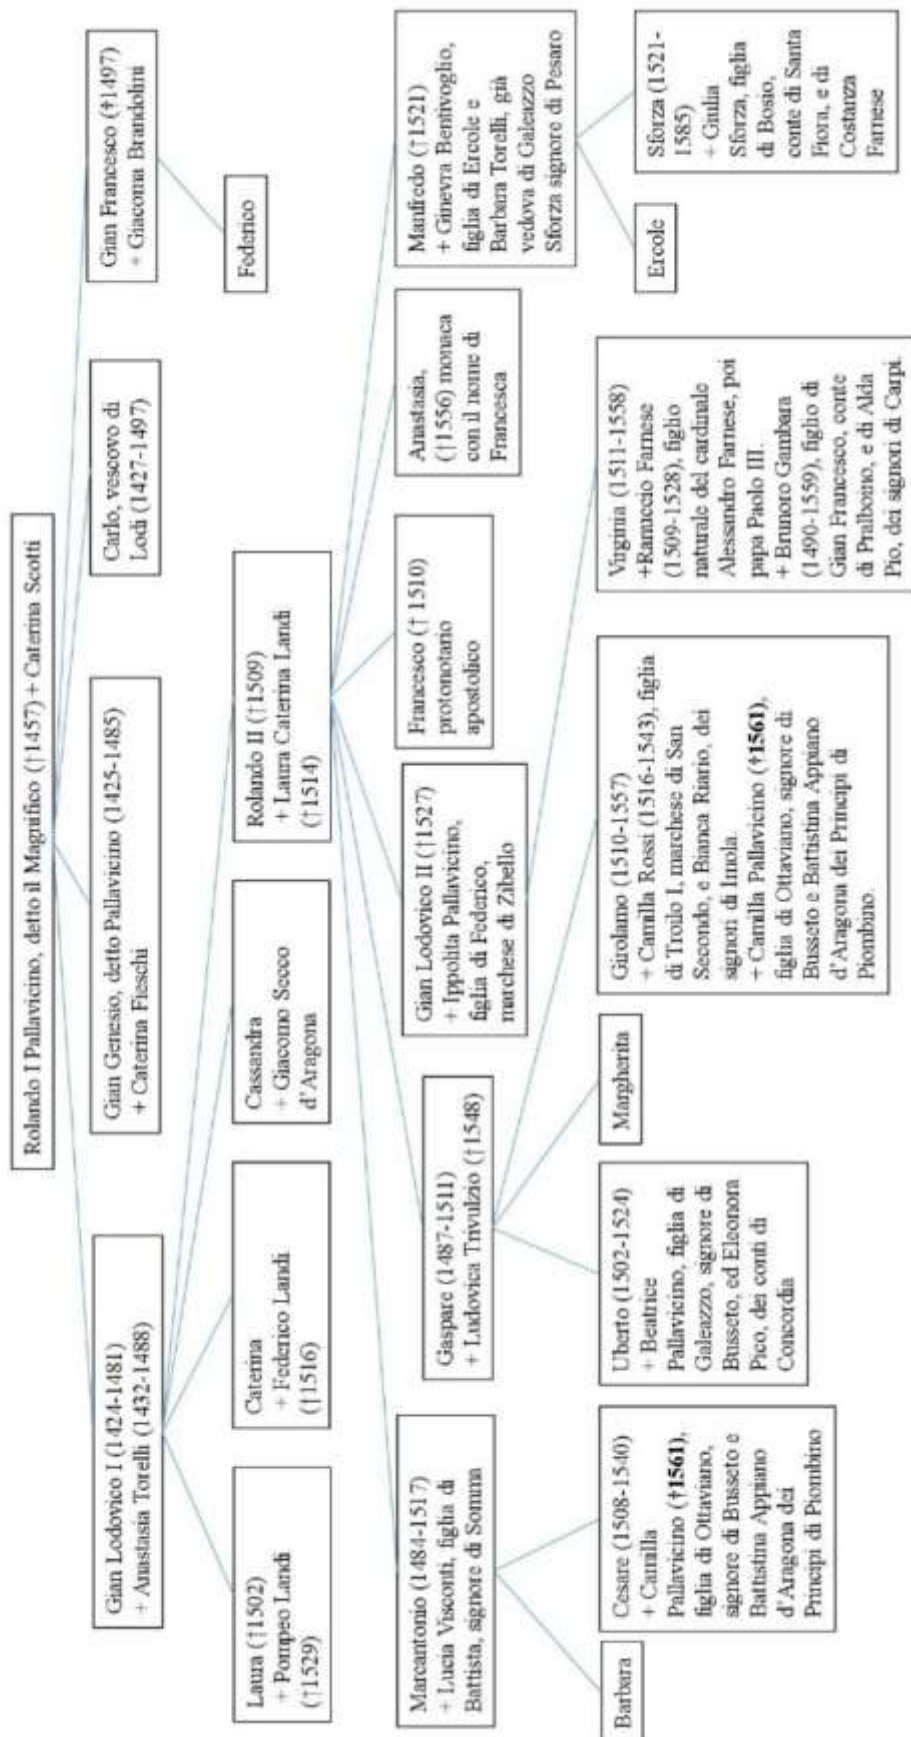 Rolando I Pallavicino, detto il Magnifico (†1457) + Caterina Scotti
Gian Lodovico I (1424-1481)
+ Anastasia Torelli (1432-1488)
Gian Genesio, detto Pallavicino (1425-1485)
+ Caterina Fieschi
Carlo, vescovo di
Lodi (1427-1497)
Gian Francesco (†1497)
+ Giacoma Brandolini
Laura (†1502)
+ Pompeo Landi
(†1529)
Caterina
+ Federico Landi
(†1516)
Cassandra
+ Giacomo Secco
d'Aragona
Rolando II (†1509)
+ Laura Caterina Landi
(†1514)
Federico
Marcantonio (1484-1517)
+ Lucia Visconti, figlia di
Battista, signore di Somma
Gaspare (1487-1511)
+ Ludovica Trivulzio (†1548)
Gian Lodovico II (†1527)
+ Ippolita Pallavicino,
figlia di Federico,
marchese di Zibello
Francesco († 1510)
protonotario
apostolico
Anastasia,
(†1556) monaca
con il nome di
Francesca
Manfredo (†1521)
+ Ginevra Bentivoglio,
figlia di Ercole e
Barbara Torelli, già
vedova di Galeazzo
Sforza signore di Pesaro
Barbara
Cesare (1508-1540)
+ Camilla
Pallavicino (†1561),
figlia di Ottaviano,
signore di Busseto e
Battistina Appiano
d'Aragona dei
Principi di Piombino
Uberto (1502-1524)
+ Beatrice
Pallavicino, figlia di
Galeazzo, signore di
Busseto, ed Eleonora
Pico, dei conti di
Concordia
Margherita
Girolamo (1510-1557)
+ Camilla Rossi (1516-1543), figlia
di Troilo I, marchese di San
Secondo, e Bianca Riario, dei
signori di Imola.
+ Camilla Pallavicino (†1561),
figlia di Ottaviano, signore di
Busseto e Battistina Appiano
d'Aragona dei Principi di
Piombino.
Virginia (1511-1558)
+Ranuccio Farnese
(1509-1528), figlio
naturale del cardinale
Alessandro Farnese, poi
papa Paolo III.
+ Brunoro Gambara
(1490-1559), figlio di
Gian Francesco, conte
di Pralboino, e di Alda
Pio, dei signori di Carpi.
Ercole
Sforza (1521-
1585)
+ Giulia
Sforza, figlia
di Bosio,
conte di Santa
Fiora, e di
Costanza
Farnese